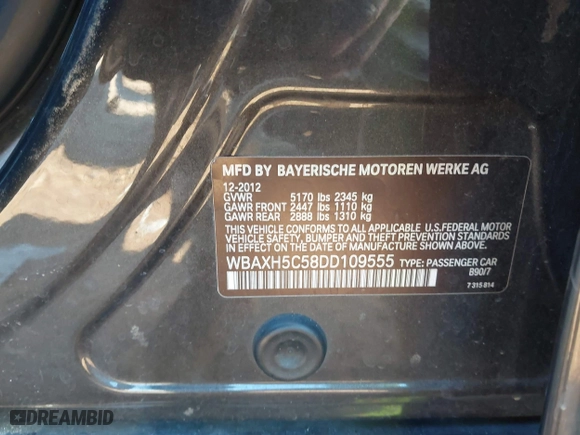 MFD BY BAYERISCHE MOTOREN WERKE AG
12-2012
GVWR 5170 lbs 2345 kg
GAWR FRONT 2447 lbs 1110 kg
GAWR REAR 2888 lbs 1310 kg
THIS VEHICLE CONFORMS TO ALL APPLICABLE U.S.FEDERAL MOTOR
VEHICLE SAFETY, BUMPER, AND THEFT PREVENTION STANDARDS
IN EFFECT ON THE DATE OF MANUFACTURE SHOWN ABOVE.
WBAXH5C58DD109555 TYPE: PASSENGER CAR
B90/7
7 315 814
DREAMBID